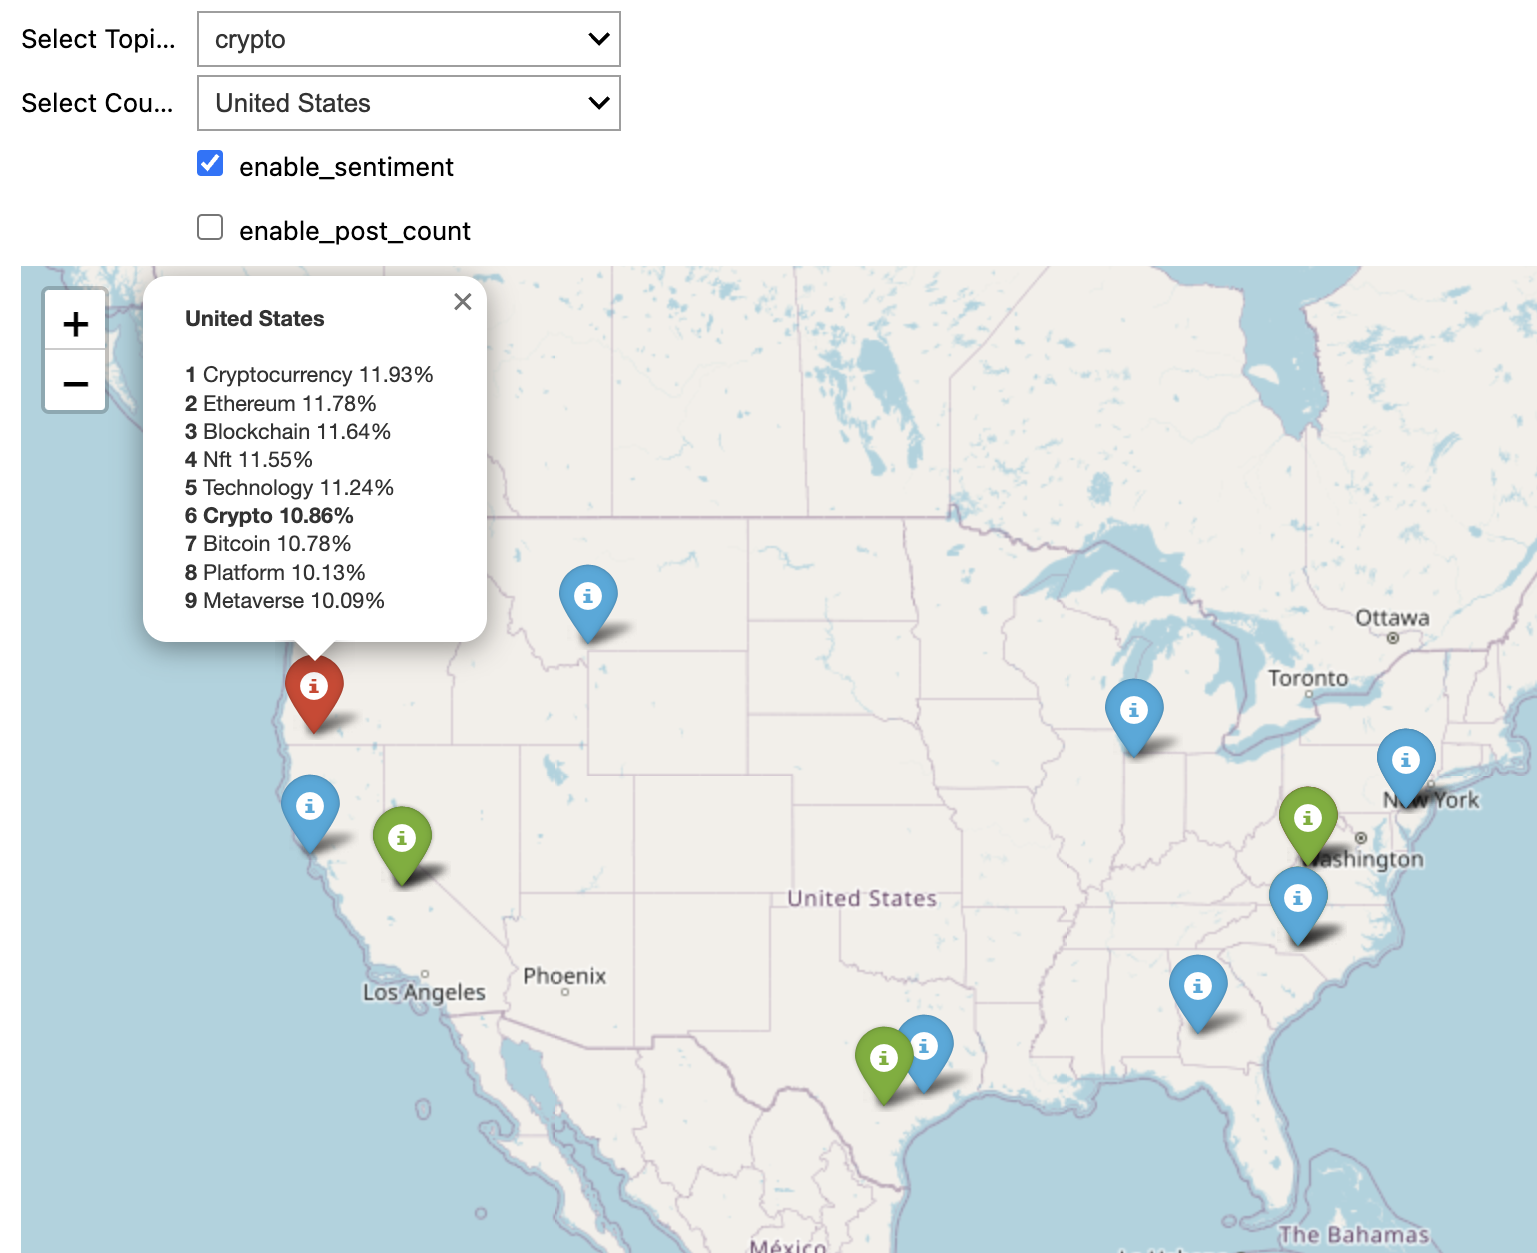 Select Topi...
crypto
Select Cou...
United States
enable_sentiment
enable_post_count
+
−
United States
1 Cryptocurrency 11.93%
2 Ethereum 11.78%
3 Blockchain 11.64%
4 Nft 11.55%
5 Technology 11.24%
6 Crypto 10.86%
7 Bitcoin 10.78%
8 Platform 10.13%
9 Metaverse 10.09%
Ottawa
Toronto
New York
Washington
United States
Phoenix
Los Angeles
The Bahamas
México